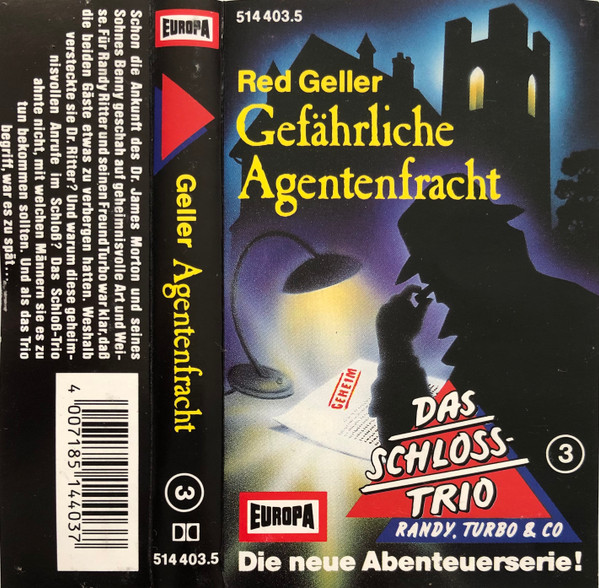 Schon die Ankunft des Dr. James Morton und seines
Sohnes Benny geschah auf geheimnisvolle Art und Wei-
se. Für Randy Ritter und seinen Freund Turbo war klar, daß
die beiden Gäste etwas zu verbergen hatten. Weshalb
versteckte sie Dr. Ritter? Und warum diese geheim-
nisvollen Anrufe im Schloß? Das Schloß-Trio
ahnte nicht, mit welchen Männern sie es zu
tun bekommen sollten. Und als das Trio
begriff, war es zu spät...
4 007185 144037
EUROPA
Geller Agentenfracht
3
514 403.5
514 403.5
Red Geller
Gefährliche
Agentenfracht
GEHEIM
DAS
SCHLOSS-
TRIO
RANDY, TURBO & CO
3
EUROPA
Die neue Abenteuerserie!